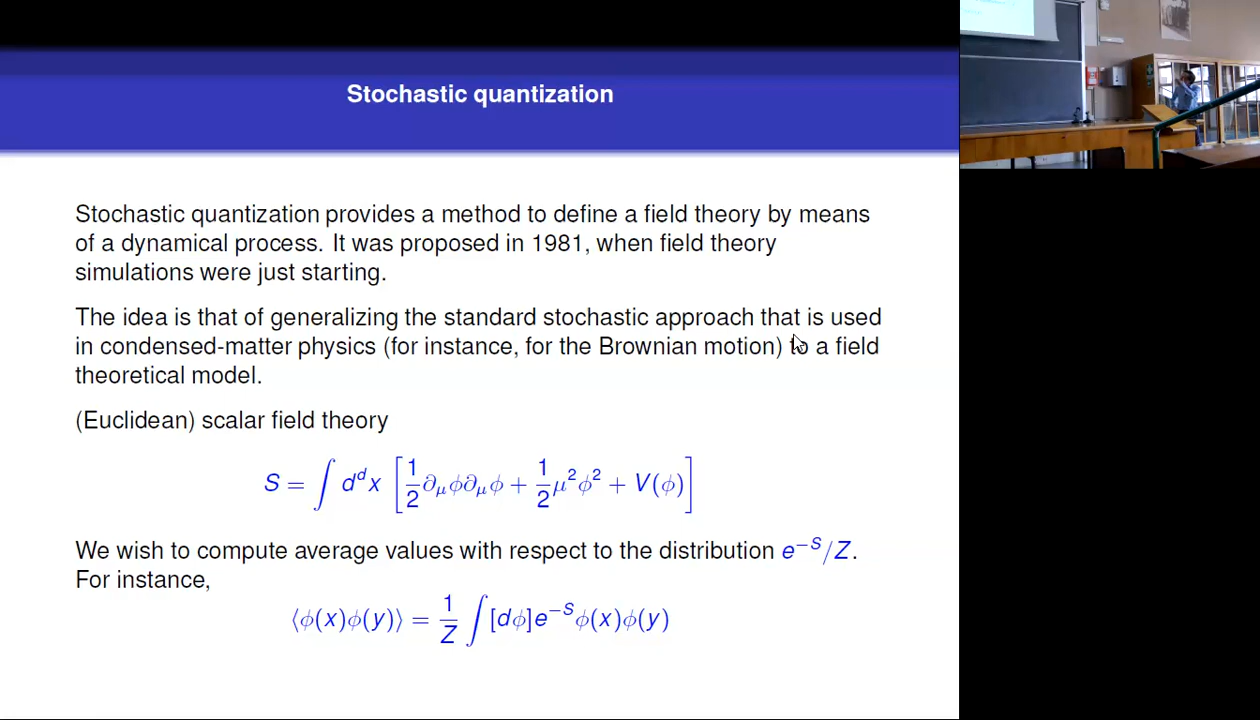 Stochastic quantization
Stochastic quantization provides a method to define a field theory by means
of a dynamical process. It was proposed in 1981, when field theory
simulations were just starting.
The idea is that of generalizing the standard stochastic approach that is used
in condensed-matter physics (for instance, for the Brownian motion) to a field
theoretical model.
(Euclidean) scalar field theory
S = ∫ d^d x [ 1/2 ∂_μ φ ∂_μ φ + 1/2 μ² φ² + V(φ) ]
We wish to compute average values with respect to the distribution e^{-S}/Z.
For instance,
⟨φ(x)φ(y)⟩ = 1/Z ∫ [dφ] e^{-S} φ(x)φ(y)